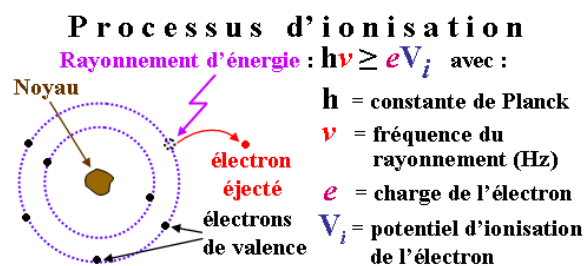 Processus d'ionisation
Rayonnement d'énergie : hν ≥ eVi avec :
Noyau
h = constante de Planck
ν = fréquence du
rayonnement (Hz)
électron
éjecté
e = charge de l'électron
électrons
de valence
Vi = potentiel d'ionisation
de l'électron